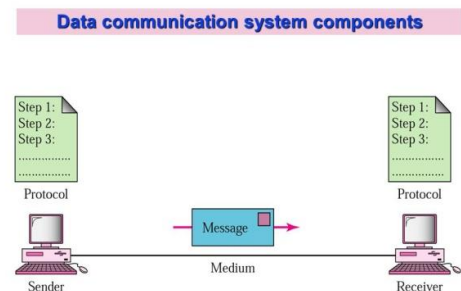 Data communication system components
Step 1:
Step 2:
Step 3:
................
................
Protocol
Step 1:
Step 2:
Step 3:
................
................
Protocol
Message
Medium
Sender
Receiver